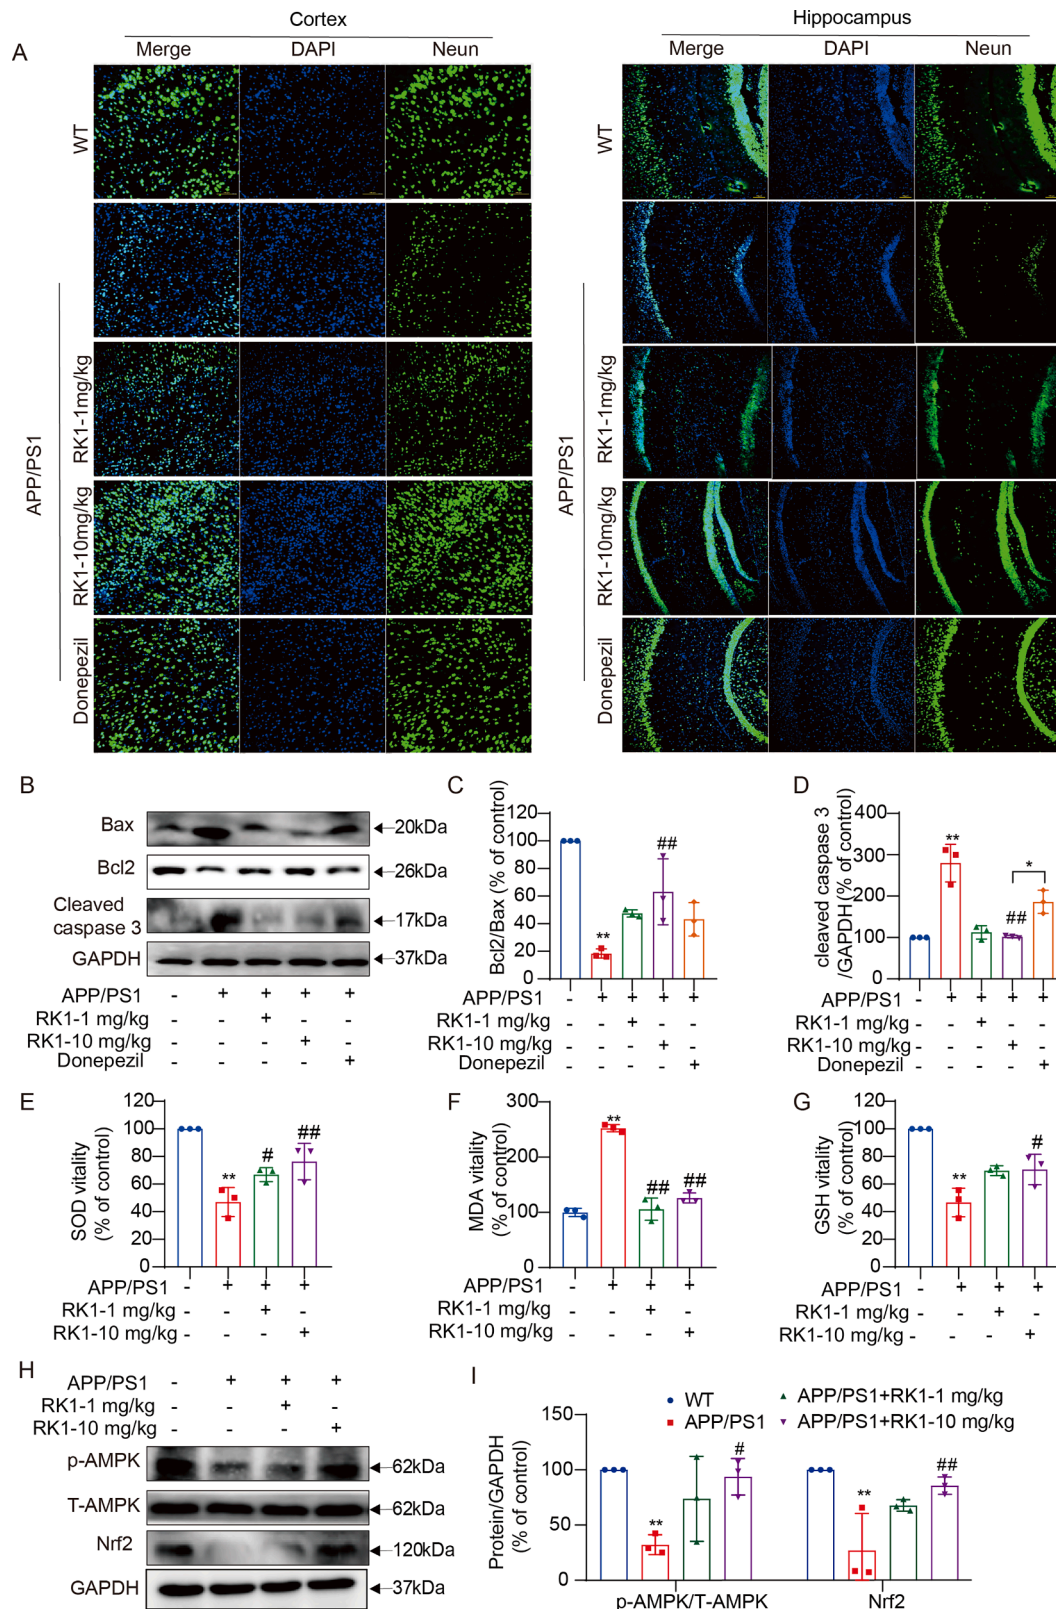 A
Cortex
Merge DAPI Neun
Hippocampus
Merge DAPI Neun
WT
APP/PS1
RK1-1mg/kg
RK1-10mg/kg
Donepezil
WT
APP/PS1
RK1-1mg/kg
RK1-10mg/kg
Donepezil
B
Bax 20kDa
Bcl2 26kDa
Cleaved
caspase 3 17kDa
GAPDH 37kDa
APP/PS1 - + + + +
RK1-1 mg/kg - - + - -
RK1-10 mg/kg - - - + -
Donepezil - - - - +
C
Bcl2/Bax (% of control)
120
100
80
60
40
20
0
**
##
APP/PS1 - + + + +
RK1-1 mg/kg - - + - -
RK1-10 mg/kg - - - + -
Donepezil - - - - +
D
cleaved caspase 3
/GAPDH (% of control)
400
300
200
100
0
**
##
*
APP/PS1 - + + + +
RK1-1 mg/kg - - + - -
RK1-10 mg/kg - - - + -
Donepezil - - - - +
E
SOD vitality
(% of control)
120
100
80
60
40
20
0
**
#
##
APP/PS1 - + + +
RK1-1 mg/kg - - + -
RK1-10 mg/kg - - - +
F
MDA vitality
(% of control)
300
200
100
0
**
##
##
APP/PS1 - + + +
RK1-1 mg/kg - - + -
RK1-10 mg/kg - - - +
G
GSH vitality
(% of control)
120
100
80
60
40
20
0
**
#
APP/PS1 - + + +
RK1-1 mg/kg - - + -
RK1-10 mg/kg - - - +
H
APP/PS1 - + + +
RK1-1 mg/kg - - + -
RK1-10 mg/kg - - - +
p-AMPK 62kDa
T-AMPK 62kDa
Nrf2 120kDa
GAPDH 37kDa
I
WT
APP/PS1
APP/PS1+RK1-1 mg/kg
APP/PS1+RK1-10 mg/kg
Protein/GAPDH
(% of control)
150
100
50
0
**
#
**
##
p-AMPK/T-AMPK Nrf2